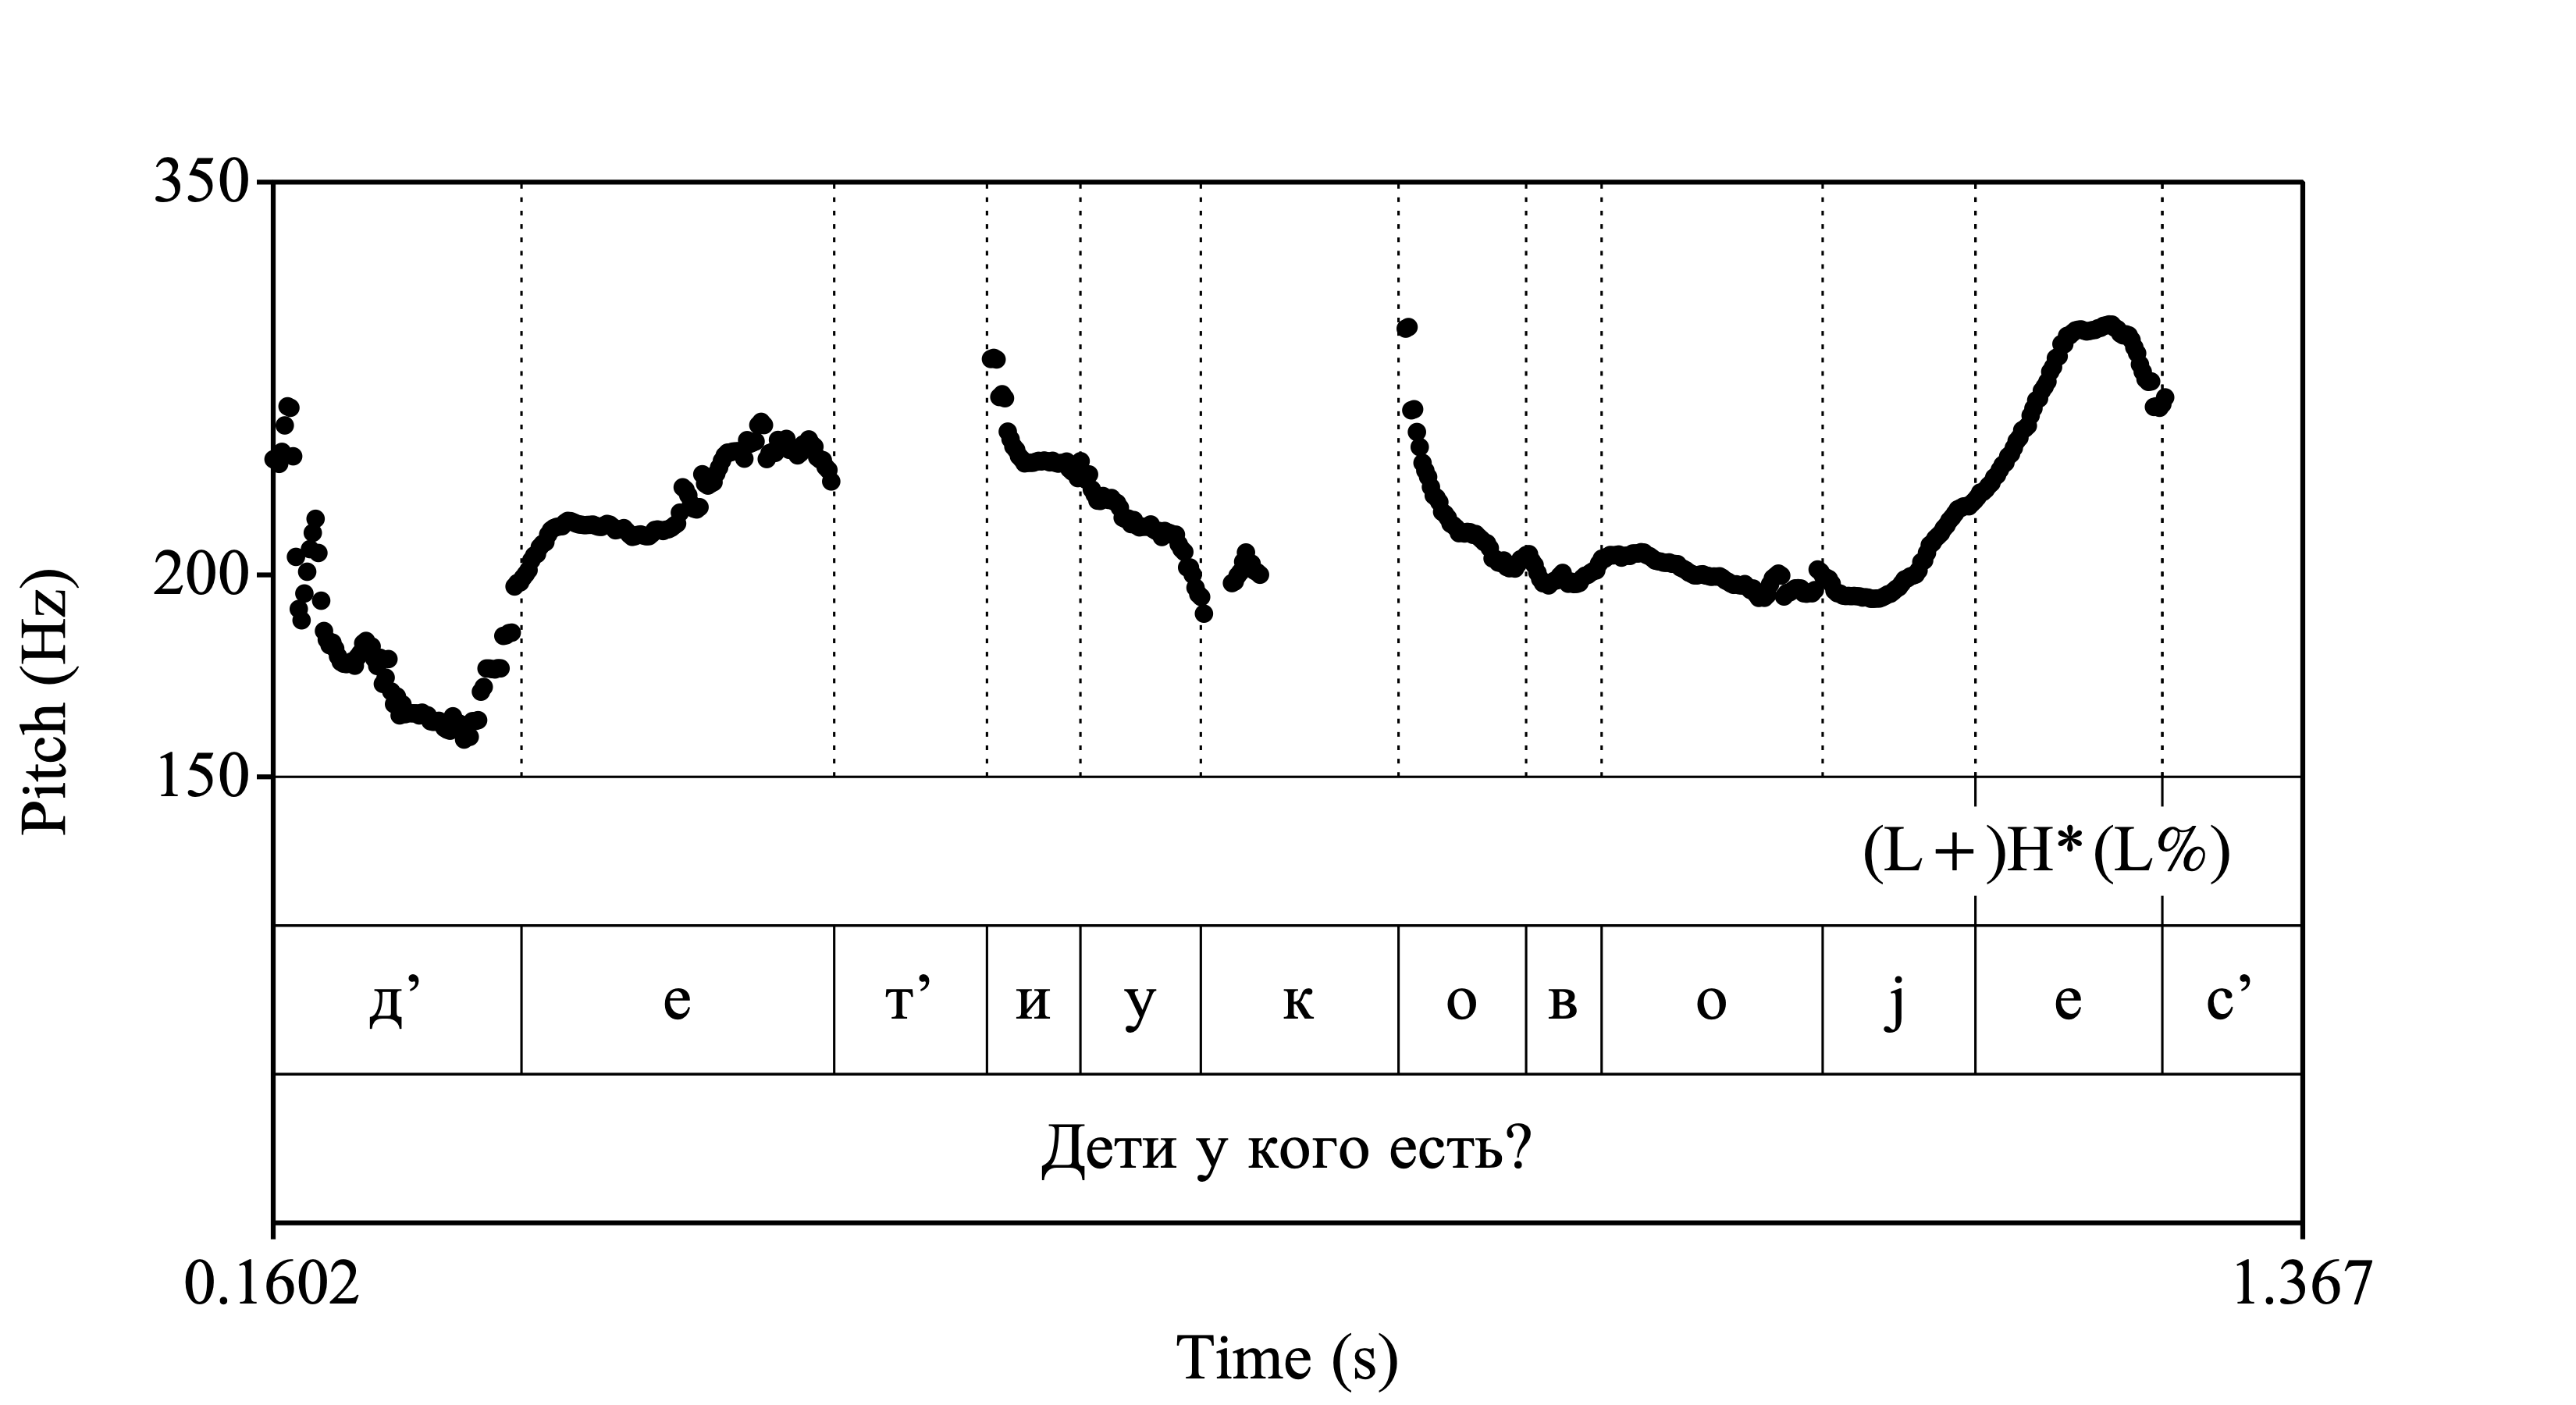 350
200
150
Pitch (Hz)
(L+)H* (L%)
д’ е т’ и у к о в о j е с’
Дети у кого есть?
0.1602 1.367
Time (s)